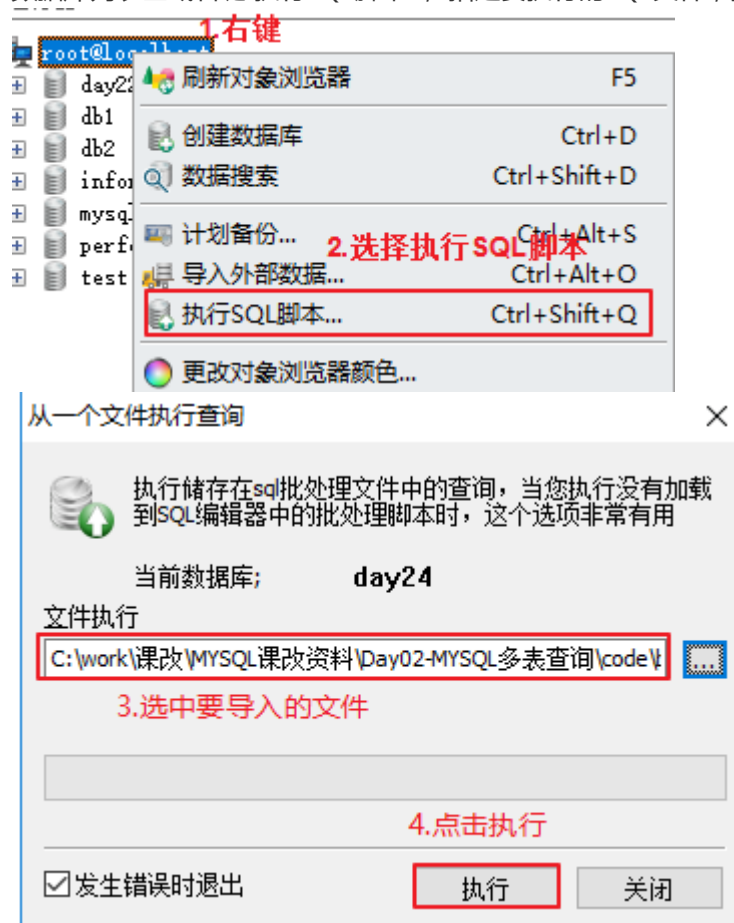 1.右键
root@localhost
刷新对象浏览器 F5
day22
db1
创建数据库 Ctrl+D
db2
数据搜索 Ctrl+Shift+D
计划备份... Ctrl+Alt+S
2.选择执行SQL脚本
test
导入外部数据... Ctrl+Alt+O
执行SQL脚本... Ctrl+Shift+Q
更改对象浏览器颜色...
从一个文件执行查询
执行储存在sql批处理文件中的查询，当您执行没有加载
到SQL编辑器中的批处理脚本时，这个选项非常有用
当前数据库; day24
文件执行
C:\work\课改\MYSQL课改资料\Day02-MYSQL多表查询\code\
...
3.选中要导入的文件
4.点击执行
发生错误时退出
执行
关闭